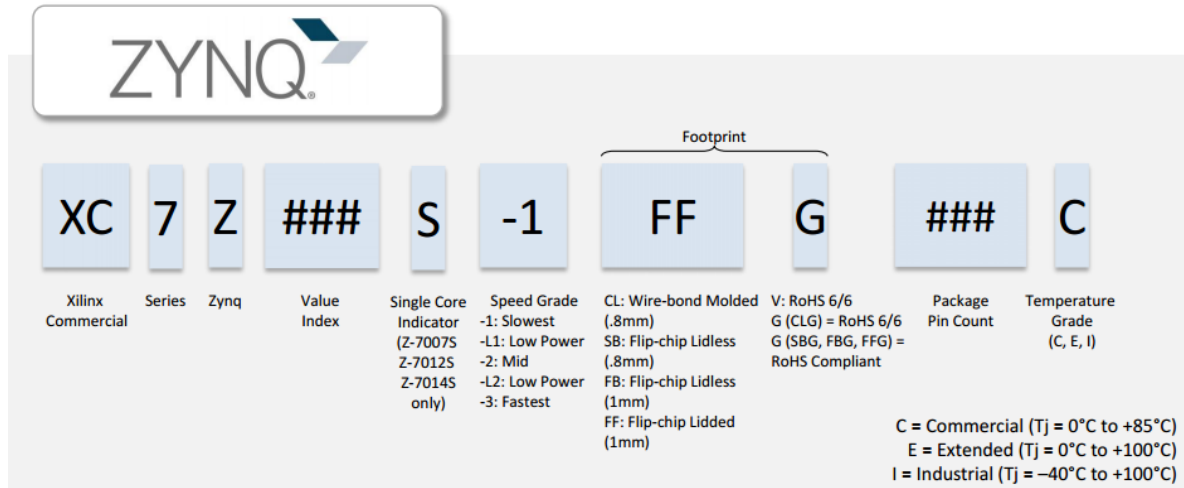 ZYNQ®
Footprint
XC 7 Z ### S -1 FF G ### C
Xilinx
Commercial
Series
Zynq
Value
Index
Single Core
Indicator
(Z-7007S
Z-7012S
Z-7014S
only)
Speed Grade
-1: Slowest
-L1: Low Power
-2: Mid
-L2: Low Power
-3: Fastest
CL: Wire-bond Molded
(.8mm)
SB: Flip-chip Lidless
(.8mm)
FB: Flip-chip Lidless
(1mm)
FF: Flip-chip Lidded
(1mm)
V: RoHS 6/6
G (CLG) = RoHS 6/6
G (SBG, FBG, FFG) =
RoHS Compliant
Package
Pin Count
Temperature
Grade
(C, E, I)
C = Commercial (Tj = 0°C to +85°C)
E = Extended (Tj = 0°C to +100°C)
I = Industrial (Tj = –40°C to +100°C)